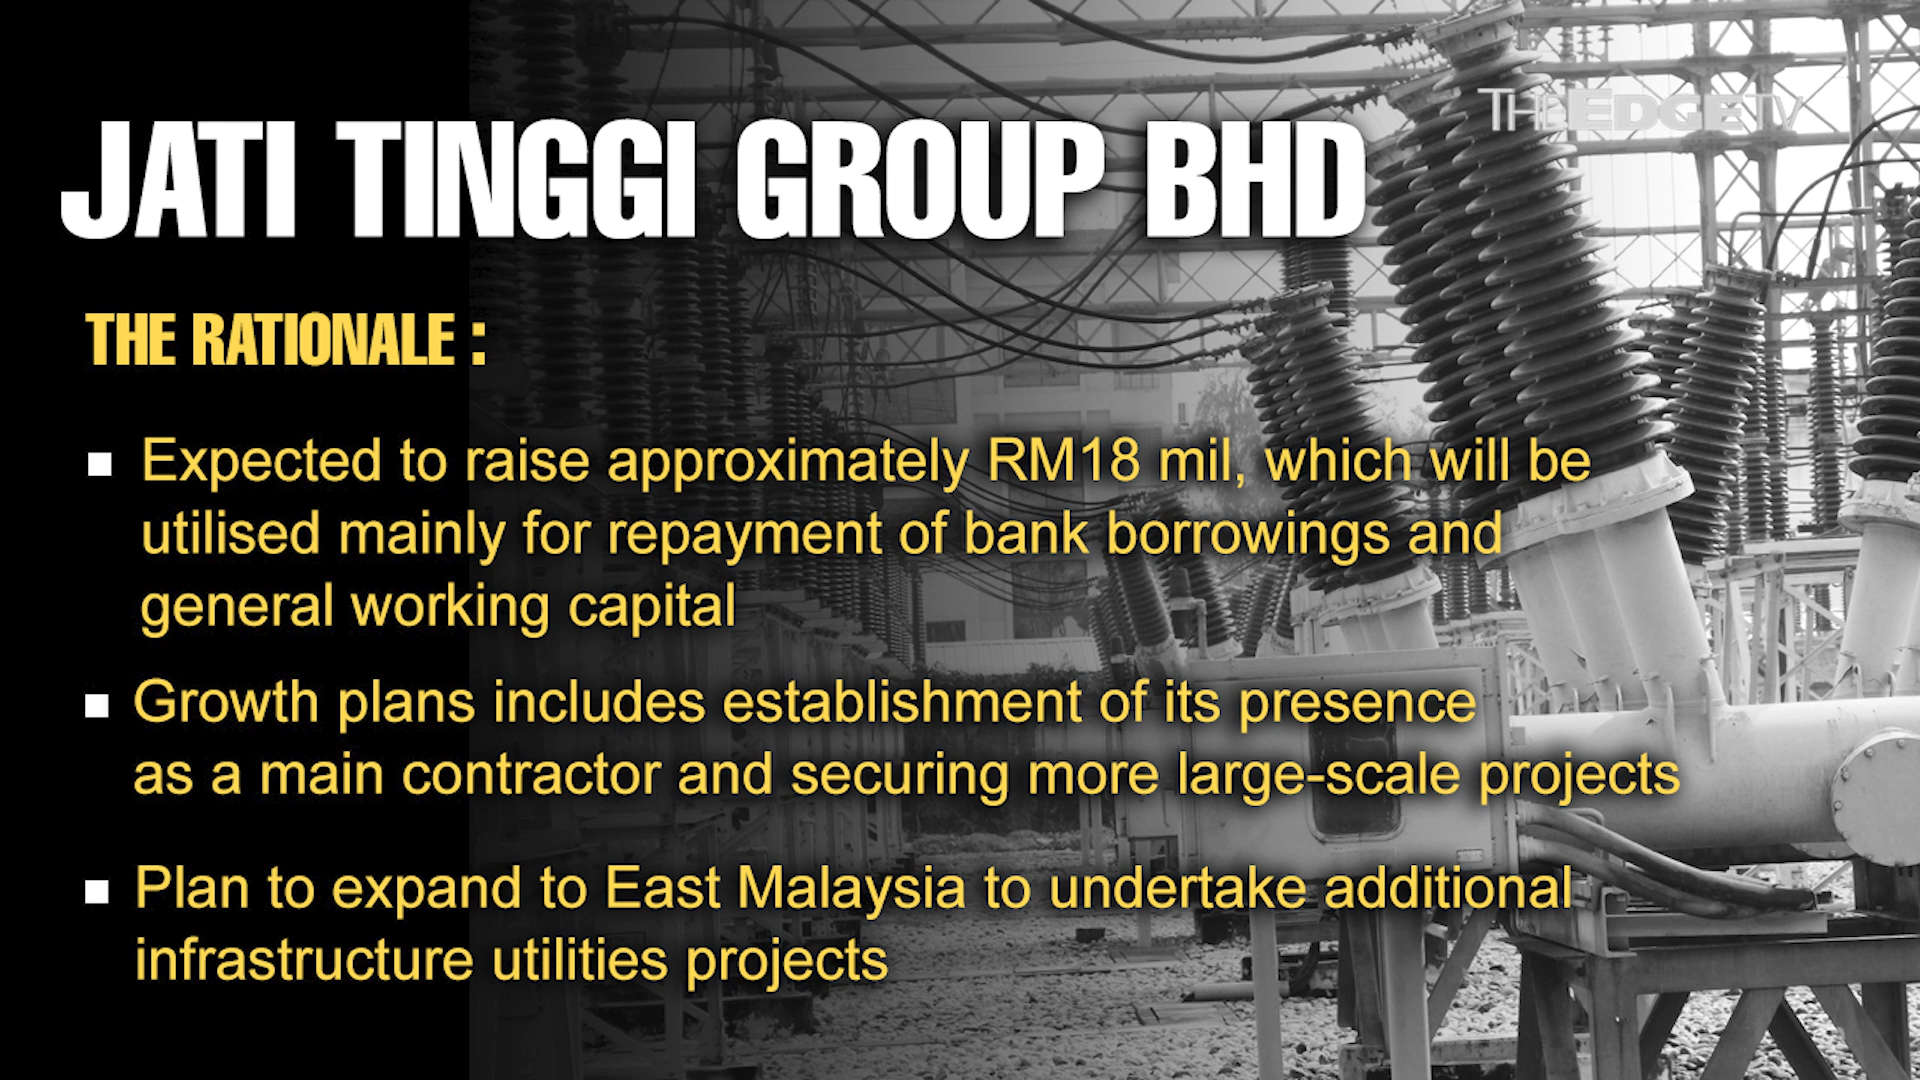 THE EDGE TV
JATI TINGGI GROUP BHD
THE RATIONALE :
▪ Expected to raise approximately RM18 mil, which will be
utilised mainly for repayment of bank borrowings and
general working capital
▪ Growth plans includes establishment of its presence
as a main contractor and securing more large-scale projects
▪ Plan to expand to East Malaysia to undertake additional
infrastructure utilities projects